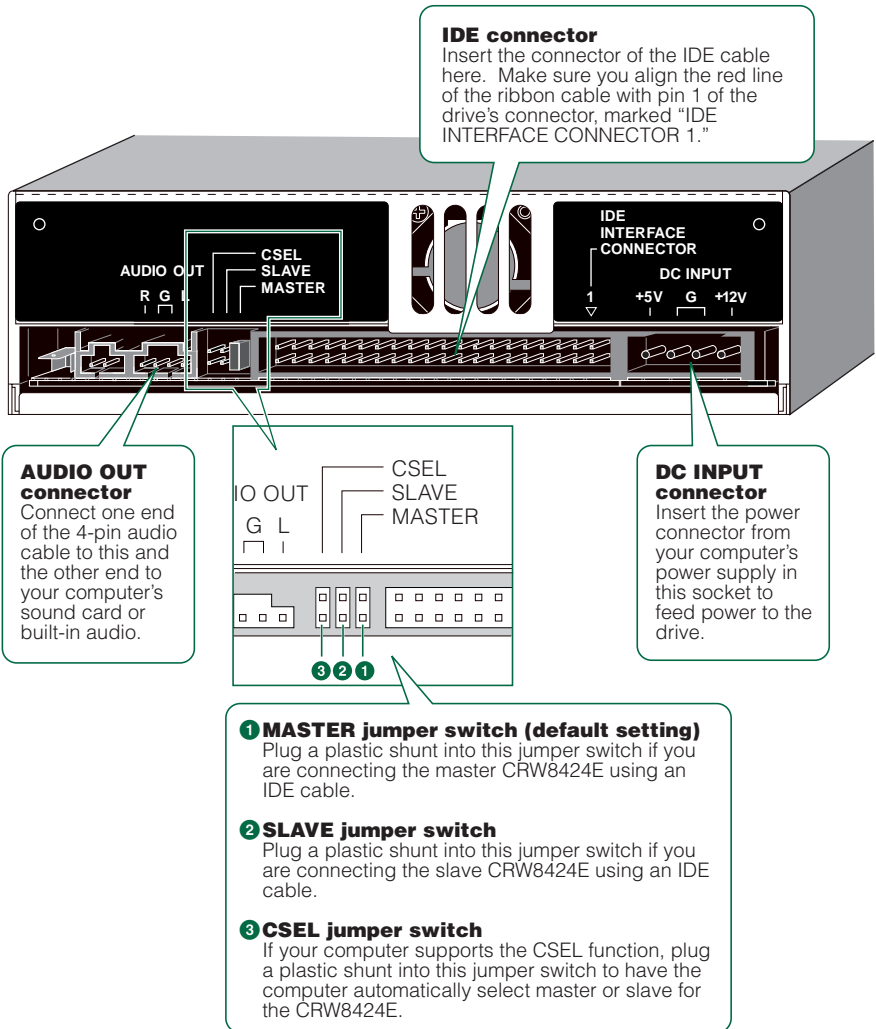 IDE connector
Insert the connector of the IDE cable
here. Make sure you align the red line
of the ribbon cable with pin 1 of the
drive's connector, marked “IDE
INTERFACE CONNECTOR 1.”
AUDIO OUT
R G L
CSEL
SLAVE
MASTER
IDE
INTERFACE
CONNECTOR
DC INPUT
1 +5V G +12V
AUDIO OUT
connector
Connect one end
of the 4-pin audio
cable to this and
the other end to
your computer's
sound card or
built-in audio.
IO OUT
G L
CSEL
SLAVE
MASTER
3 2 1
DC INPUT
connector
Insert the power
connector from
your computer's
power supply in
this socket to
feed power to the
drive.
1 MASTER jumper switch (default setting)
Plug a plastic shunt into this jumper switch if you
are connecting the master CRW8424E using an
IDE cable.
2 SLAVE jumper switch
Plug a plastic shunt into this jumper switch if you
are connecting the slave CRW8424E using an IDE
cable.
3 CSEL jumper switch
If your computer supports the CSEL function, plug
a plastic shunt into this jumper switch to have the
computer automatically select master or slave for
the CRW8424E.